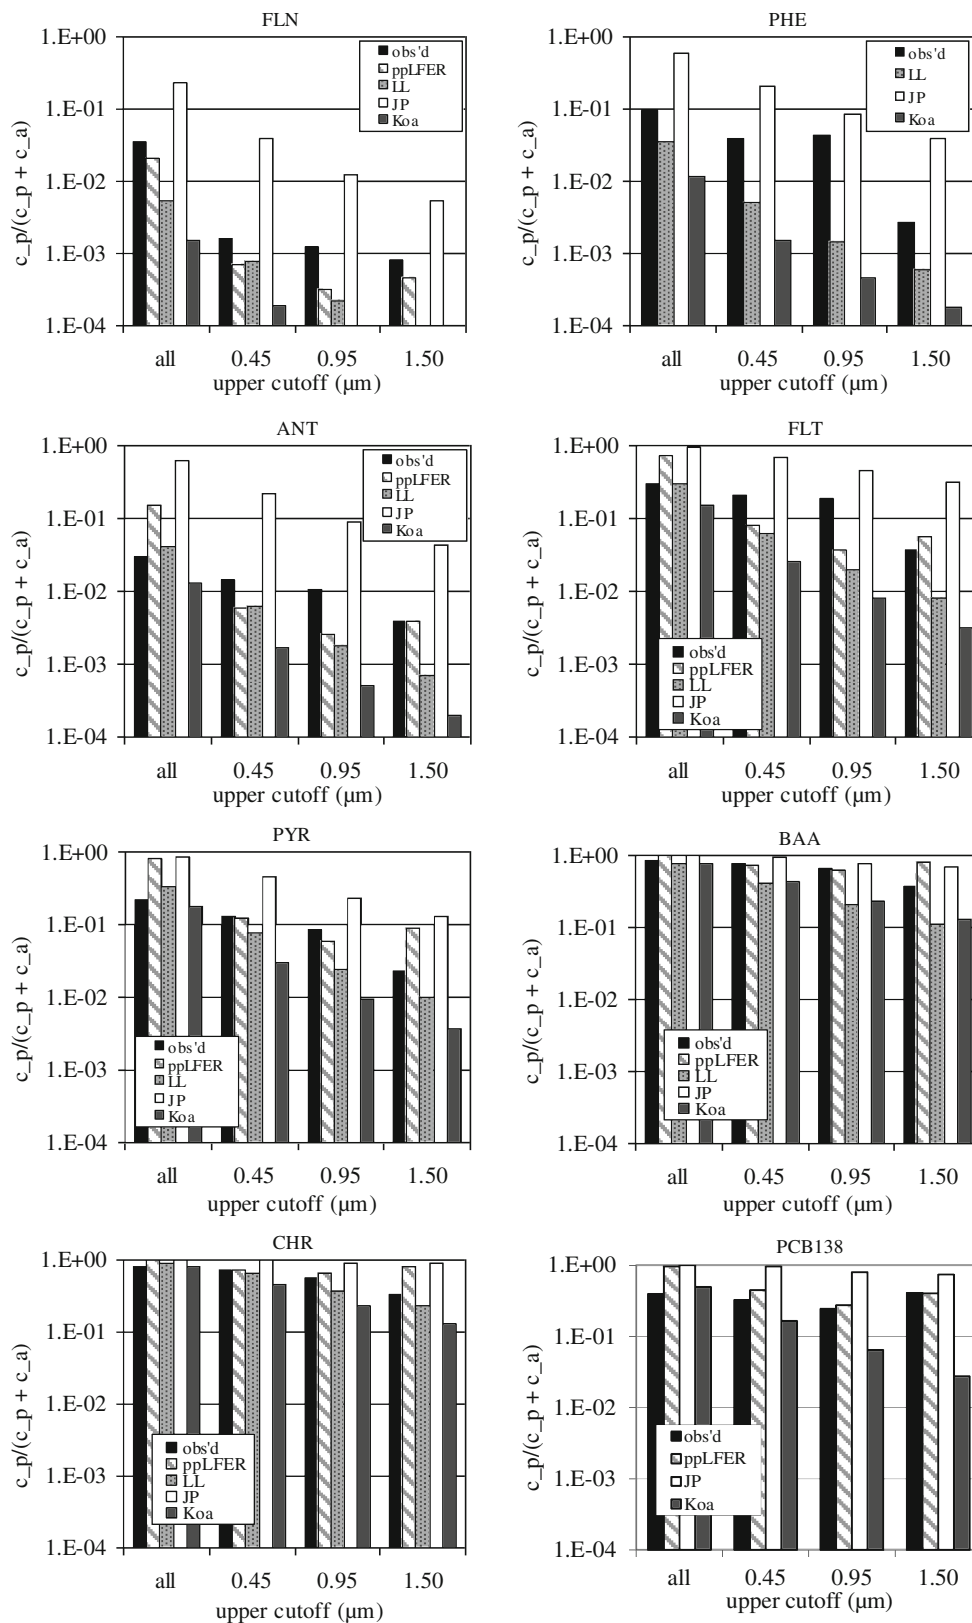 FLN
1.E+00
1.E-01
1.E-02
1.E-03
1.E-04
c_p/(c_p + c_a)
obs'd
ppLFER
LL
JP
Koa
all 0.45 0.95 1.50
upper cutoff (µm)
PHE
1.E+00
1.E-01
1.E-02
1.E-03
1.E-04
c_p/(c_p + c_a)
obs'd
LL
JP
Koa
all 0.45 0.95 1.50
upper cutoff (µm)
ANT
1.E+00
1.E-01
1.E-02
1.E-03
1.E-04
c_p/(c_p + c_a)
obs'd
ppLFER
LL
JP
Koa
all 0.45 0.95 1.50
upper cutoff (µm)
FLT
1.E+00
1.E-01
1.E-02
1.E-03
1.E-04
c_p/(c_p + c_a)
obs'd
ppLFER
LL
JP
Koa
all 0.45 0.95 1.50
upper cutoff (µm)
PYR
1.E+00
1.E-01
1.E-02
1.E-03
1.E-04
c_p/(c_p + c_a)
obs'd
ppLFER
LL
JP
Koa
all 0.45 0.95 1.50
upper cutoff (µm)
BAA
1.E+00
1.E-01
1.E-02
1.E-03
1.E-04
c_p/(c_p + c_a)
obs'd
ppLFER
LL
JP
Koa
all 0.45 0.95 1.50
upper cutoff (µm)
CHR
1.E+00
1.E-01
1.E-02
1.E-03
1.E-04
c_p/(c_p + c_a)
obs'd
ppLFER
LL
JP
Koa
all 0.45 0.95 1.50
upper cutoff (µm)
PCB138
1.E+00
1.E-01
1.E-02
1.E-03
1.E-04
c_p/(c_p + c_a)
obs'd
ppLFER
JP
Koa
all 0.45 0.95 1.50
upper cutoff (µm)